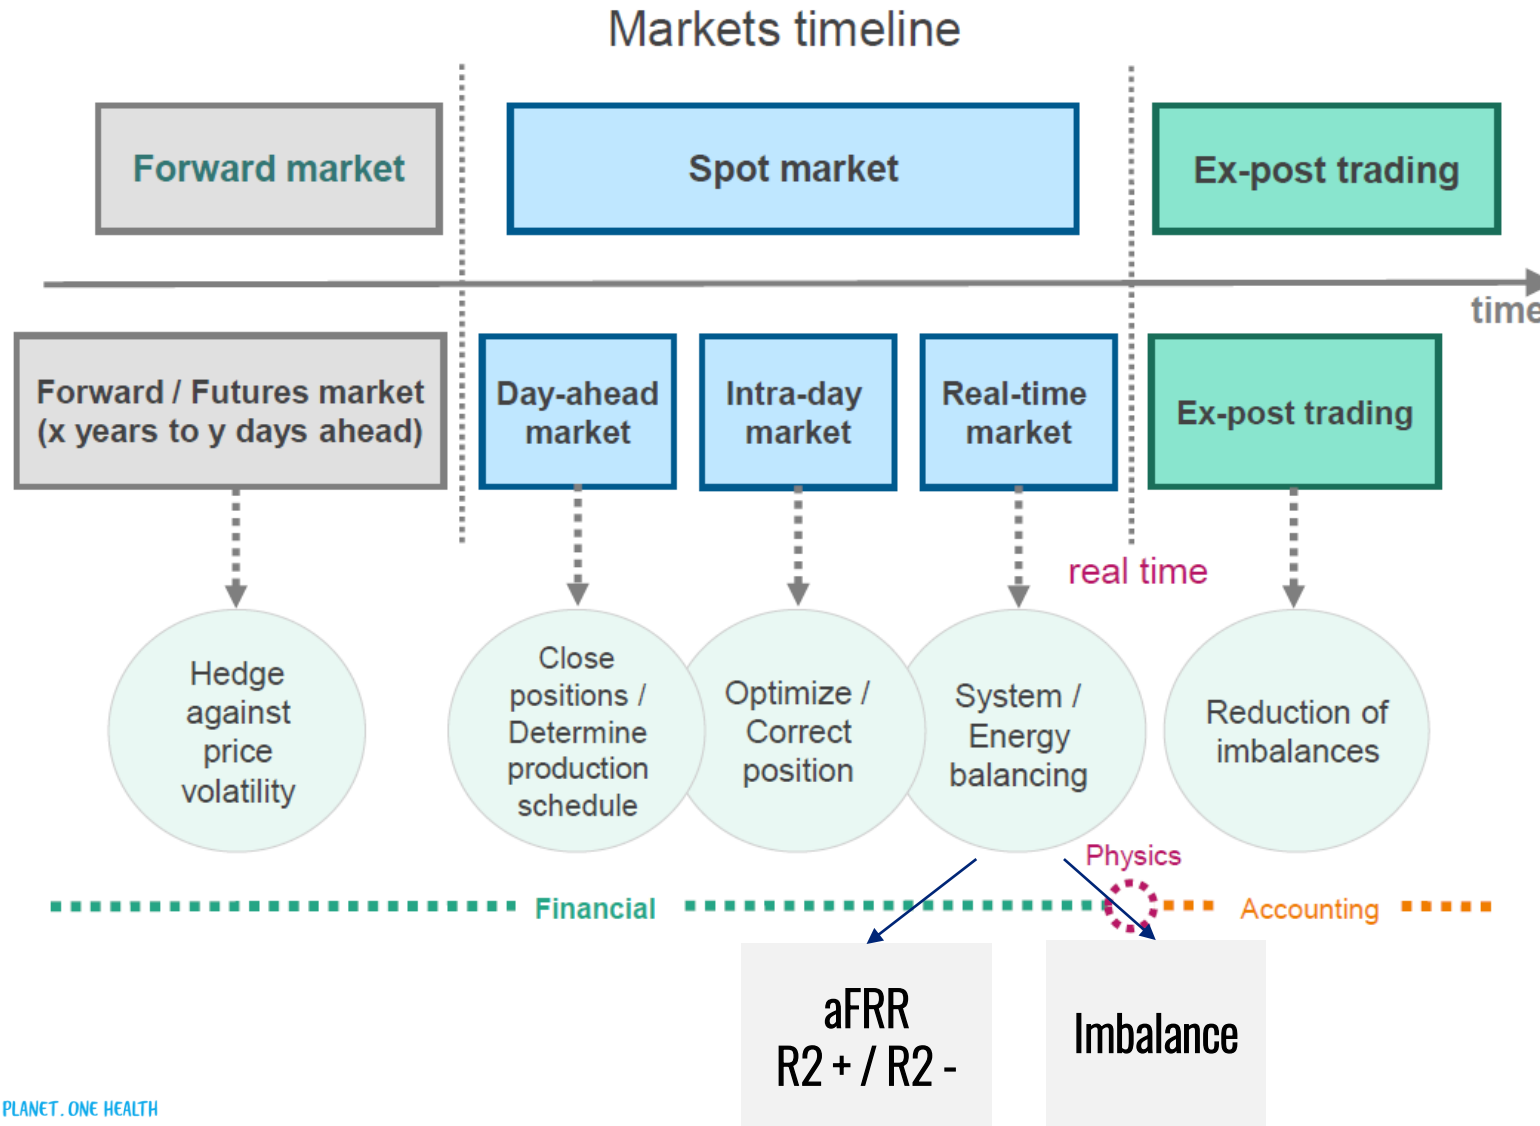 Markets timeline
Forward market
Spot market
Ex-post trading
time
Forward / Futures market
(x years to y days ahead)
Day-ahead
market
Intra-day
market
Real-time
market
Ex-post trading
real time
Hedge
against
price
volatility
Close
positions /
Determine
production
schedule
Optimize /
Correct
position
System /
Energy
balancing
Reduction of
imbalances
Physics
Financial
Accounting
aFRR
R2 + / R2 -
Imbalance
PLANET. ONE HEALTH